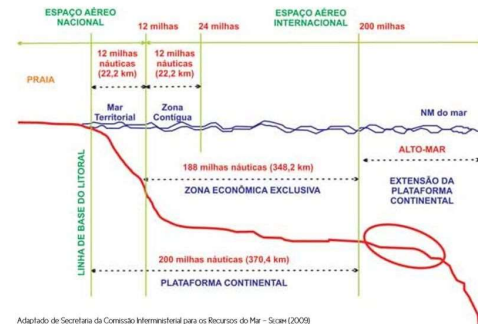 ESPAÇO AÉREO
NACIONAL
ESPAÇO AÉREO
INTERNACIONAL
12 milhas
24 milhas
200 milhas
12 milhas
náuticas
(22,2 km)
12 milhas
náuticas
(22,2 km)
PRAIA
Mar
Territorial
Zona
Contígua
NM do mar
ALTO-MAR
188 milhas náuticas (348,2 km)
ZONA ECONÔMICA EXCLUSIVA
EXTENSÃO DA
PLATAFORMA
CONTINENTAL
LINHA DE BASE DO LITORAL
200 milhas náuticas (370,4 km)
PLATAFORMA CONTINENTAL
Adaptado de Secretaria da Comissão Interministerial para os Recursos do Mar – SECIRM (2009)